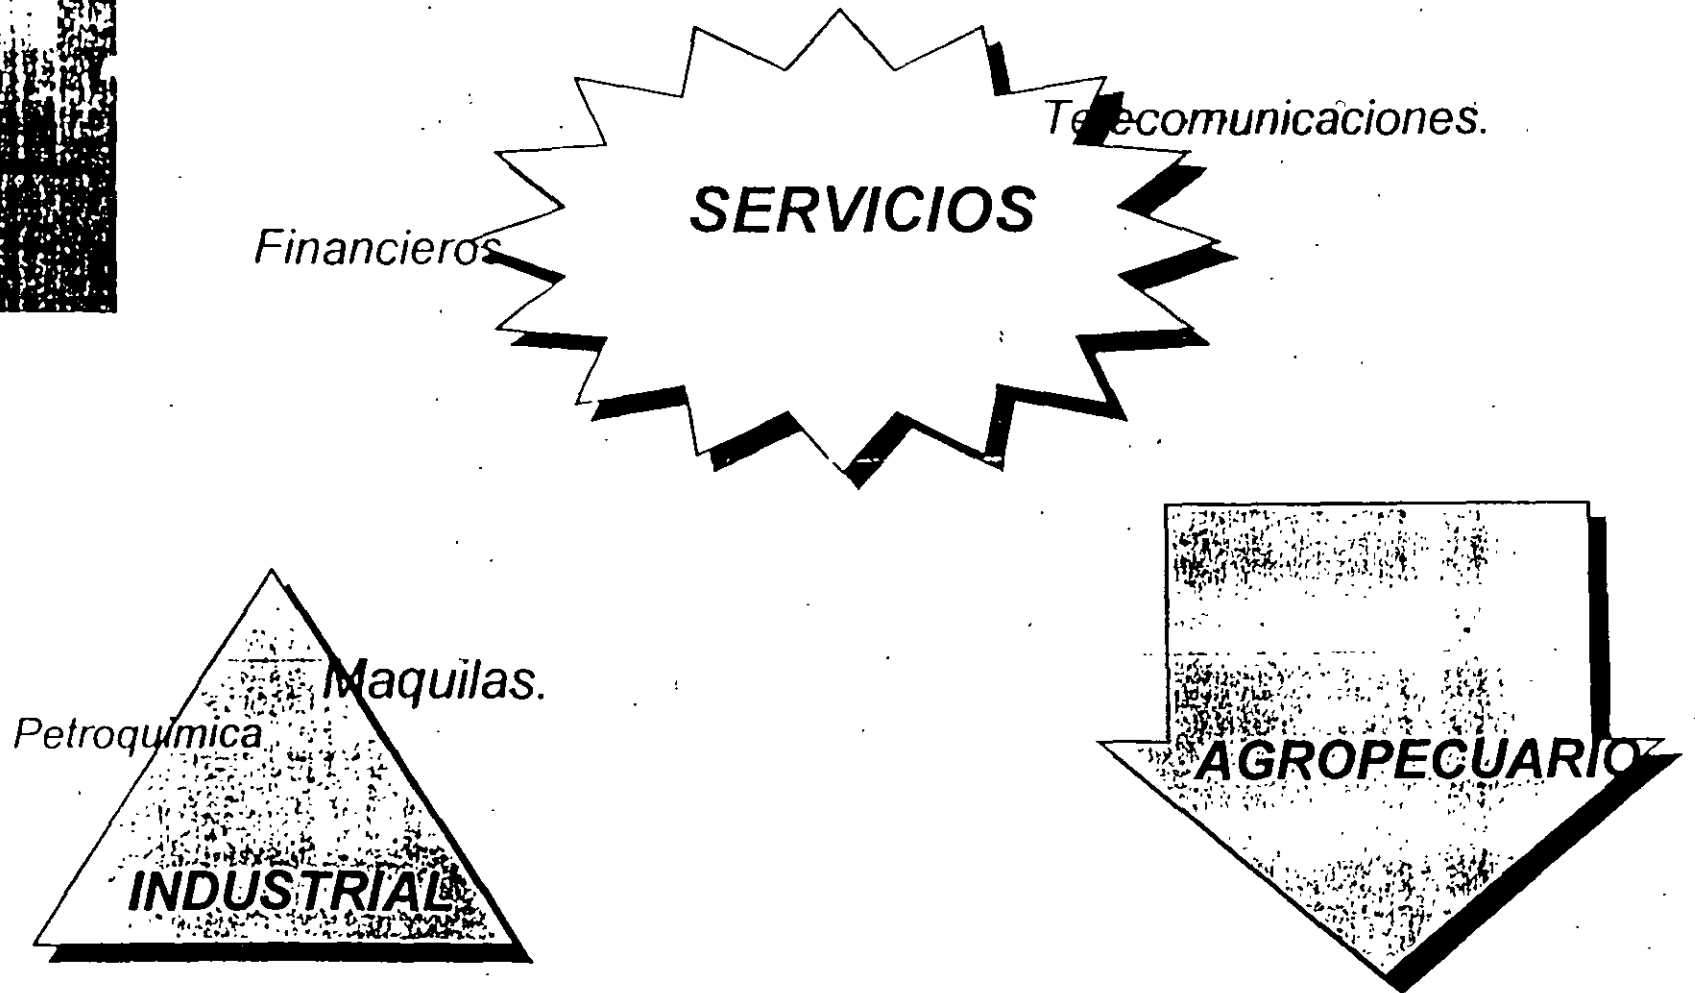 Telecomunicaciones.
SERVICIOS
Financieros
Maquilas.
Petroquímica
AGROPECUARIO
INDUSTRIAL